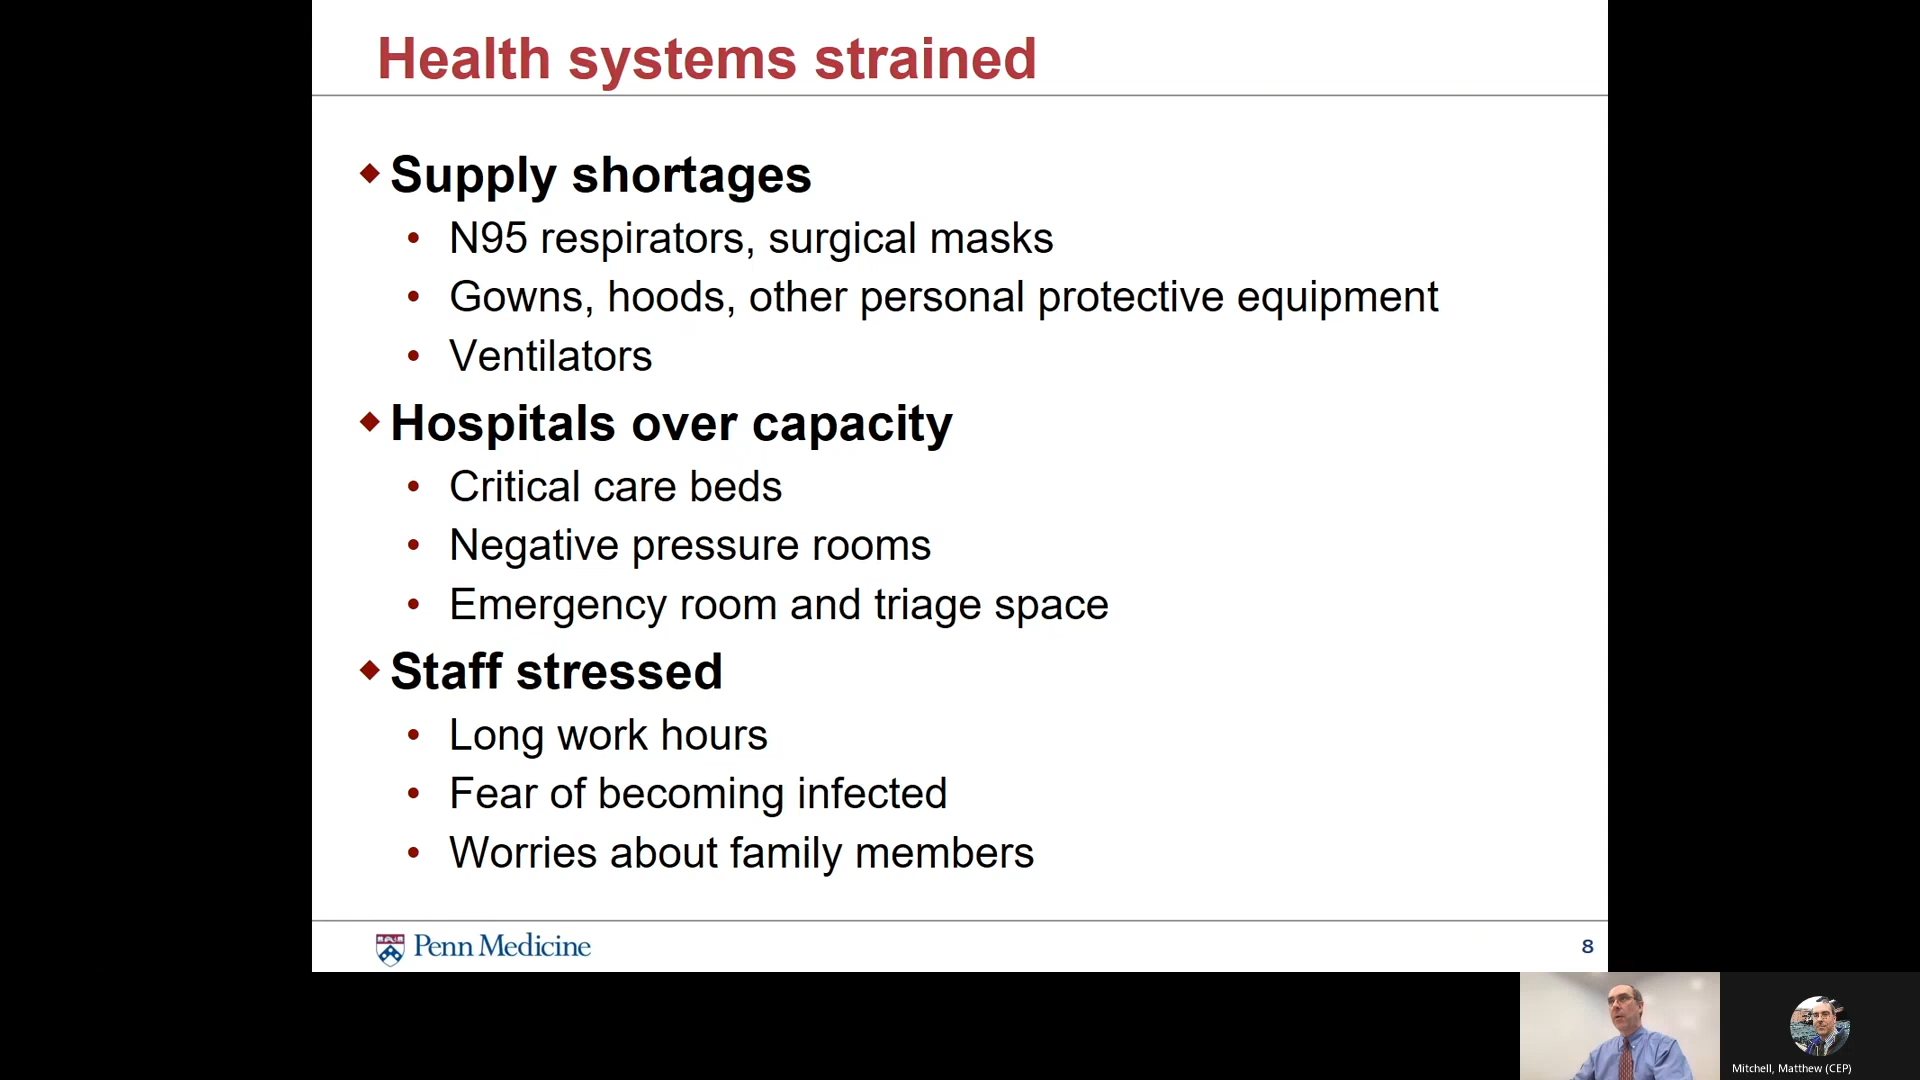 Health systems strained
Supply shortages
N95 respirators, surgical masks
Gowns, hoods, other personal protective equipment
Ventilators
Hospitals over capacity
Critical care beds
Negative pressure rooms
Emergency room and triage space
Staff stressed
Long work hours
Fear of becoming infected
Worries about family members
Penn Medicine
8
Mitchell, Matthew (CEP)